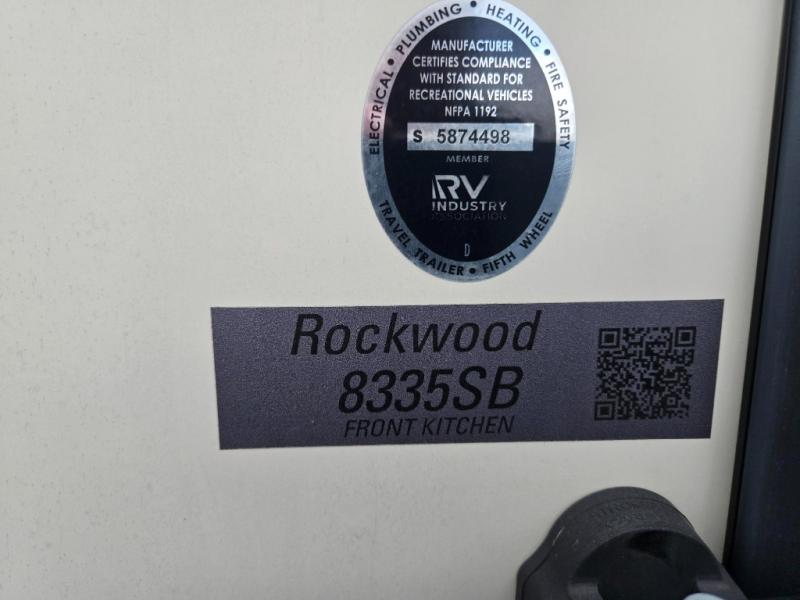 ELECTRICAL • PLUMBING • HEATING • FIRE SAFETY
MANUFACTURER
CERTIFIES COMPLIANCE
WITH STANDARD FOR
RECREATIONAL VEHICLES
NFPA 1192
S 5874498
MEMBER
RV
INDUSTRY
ASSOCIATION
D
TRAVEL TRAILER • FIFTH WHEEL
Rockwood
8335SB
FRONT KITCHEN